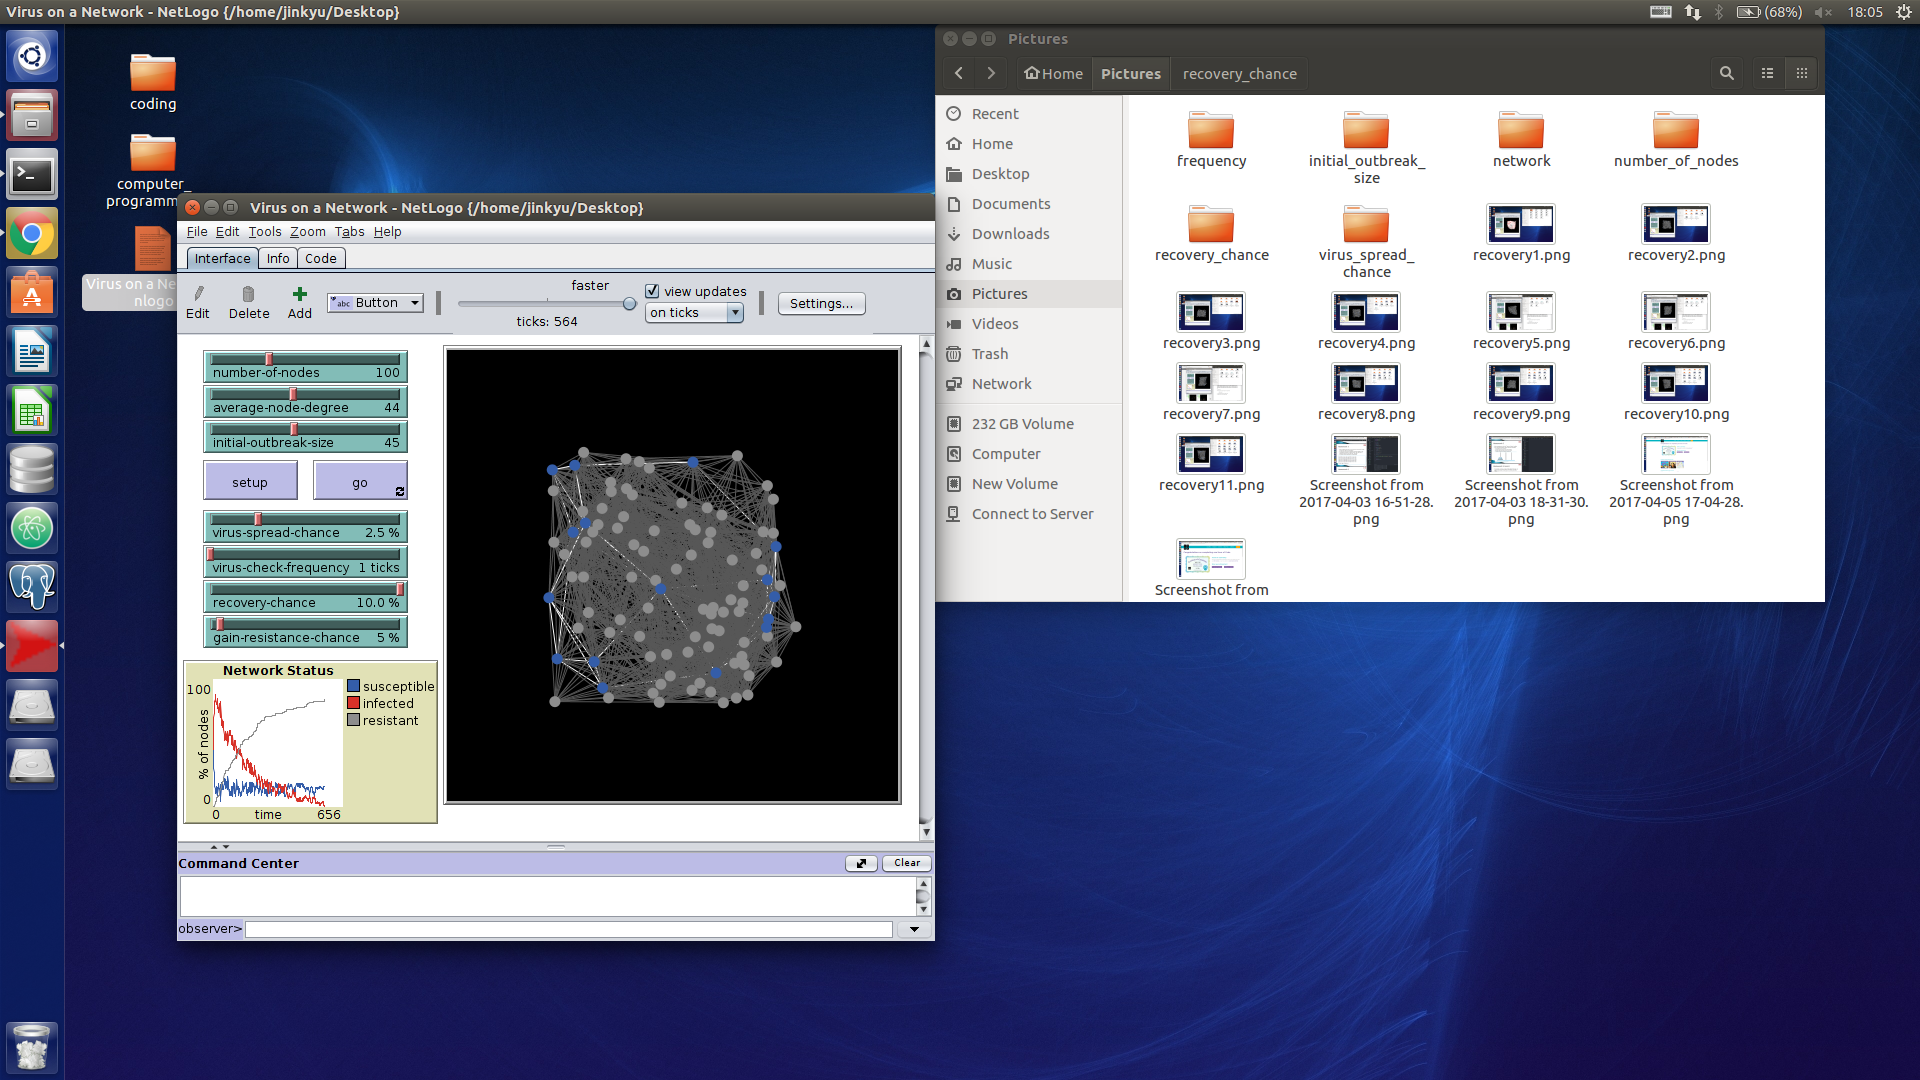 Virus on a Network - NetLogo {/home/jinkyu/Desktop}
(68%)
18:05
coding
computer_
programm
Virus on a Ne
nlogo
Virus on a Network - NetLogo {/home/jinkyu/Desktop}
File Edit Tools Zoom Tabs Help
Interface Info Code
Edit
Delete
Add
abc Button
faster
ticks: 564
view updates
on ticks
Settings...
number-of-nodes 100
average-node-degree 44
initial-outbreak-size 45
setup
go
virus-spread-chance 2.5 %
virus-check-frequency 1 ticks
recovery-chance 10.0 %
gain-resistance-chance 5 %
Network Status
100
% of nodes
0
0 time 656
susceptible
infected
resistant
Command Center
Clear
observer>
Pictures
Home Pictures recovery_chance
Recent
Home
Desktop
Documents
Downloads
Music
Pictures
Videos
Trash
Network
232 GB Volume
Computer
New Volume
Connect to Server
frequency
initial_outbreak_
size
network
number_of_nodes
recovery_chance
virus_spread_
chance
recovery1.png
recovery2.png
recovery3.png
recovery4.png
recovery5.png
recovery6.png
recovery7.png
recovery8.png
recovery9.png
recovery10.png
recovery11.png
Screenshot from
2017-04-03 16-51-28.
png
Screenshot from
2017-04-03 18-31-30.
png
Screenshot from
2017-04-05 17-04-28.
png
Screenshot from